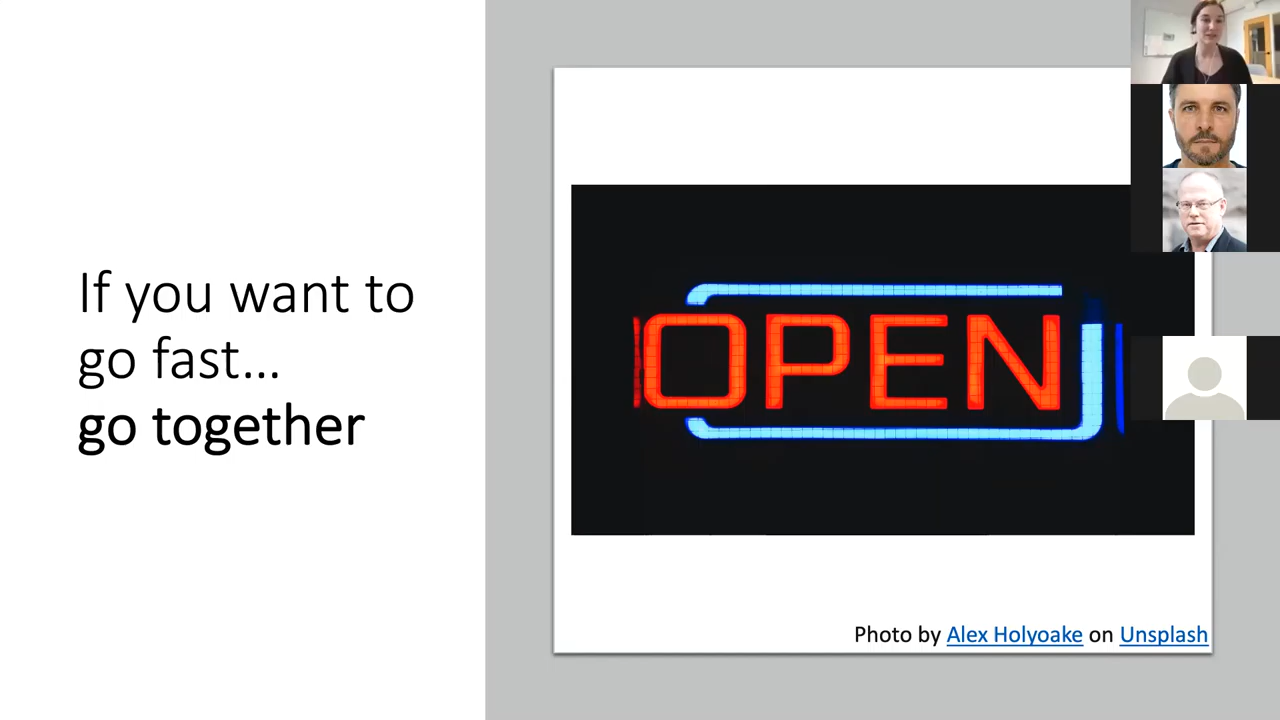 If you want to
go fast...
go together
OPEN
Photo by Alex Holyoake on Unsplash